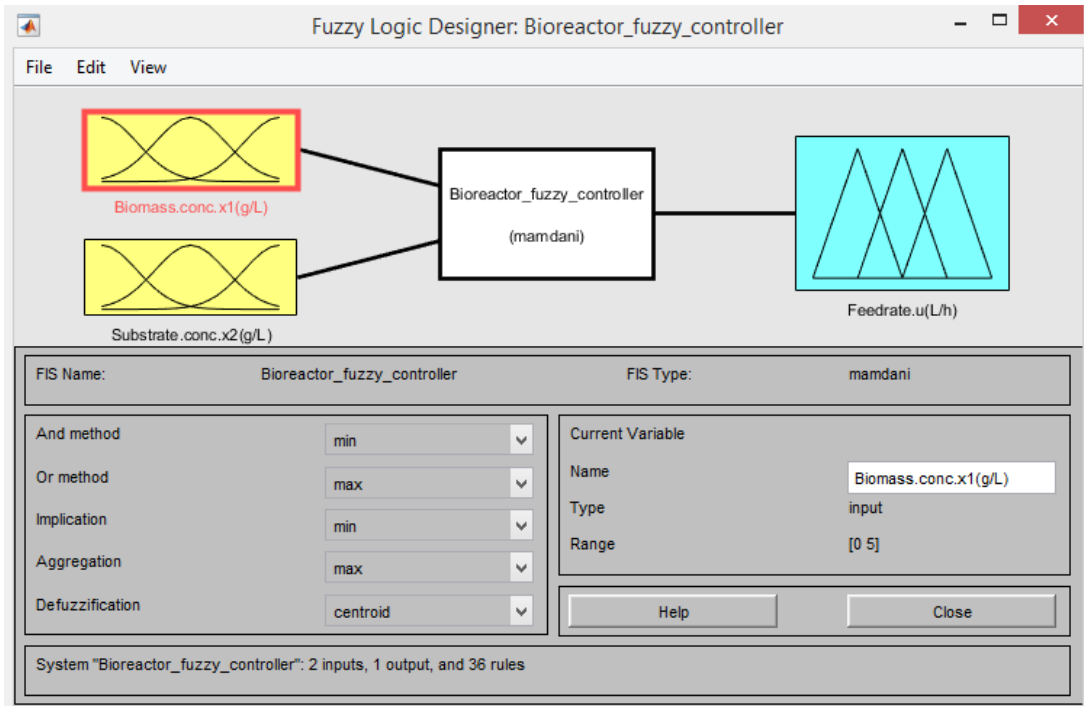 Fuzzy Logic Designer: Bioreactor_fuzzy_controller
File Edit View
Biomass.conc.x1(g/L)
Substrate.conc.x2(g/L)
Bioreactor_fuzzy_controller
(mamdani)
Feedrate.u(L/h)
FIS Name: Bioreactor_fuzzy_controller FIS Type: mamdani
And method min
Or method max
Implication min
Aggregation max
Defuzzification centroid
Current Variable
Name Biomass.conc.x1(g/L)
Type input
Range [0 5]
Help Close
System "Bioreactor_fuzzy_controller": 2 inputs, 1 output, and 36 rules